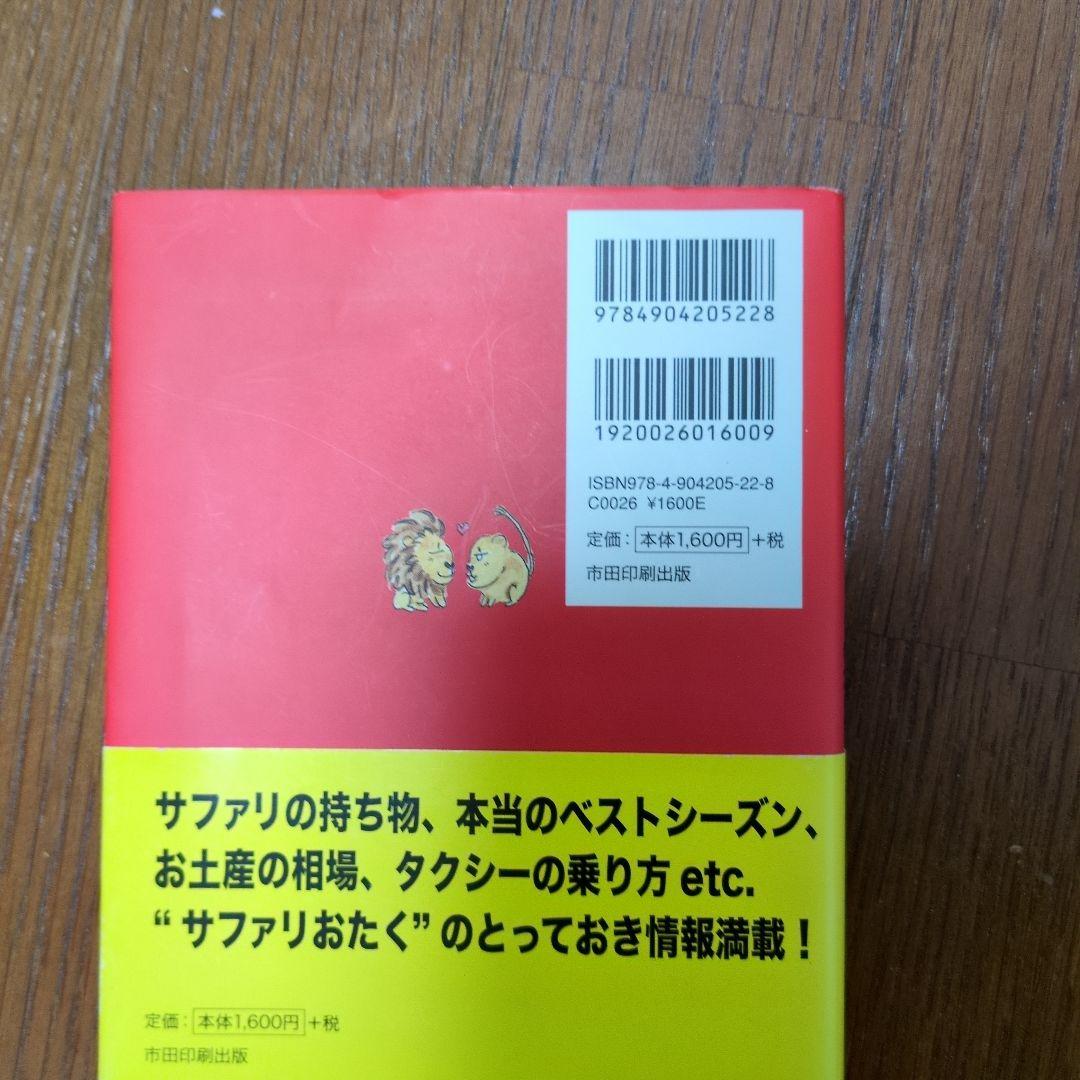 9784904205228
1920026016009
ISBN978-4-904205-22-8
C0026 ¥1600E
定価：本体1,600円+税
市田印刷出版
サファリの持ち物、本当のベストシーズン、
お土産の相場、タクシーの乗り方 etc.
“サファリおたく”のとっておき情報満載！
定価：本体1,600円+税
市田印刷出版